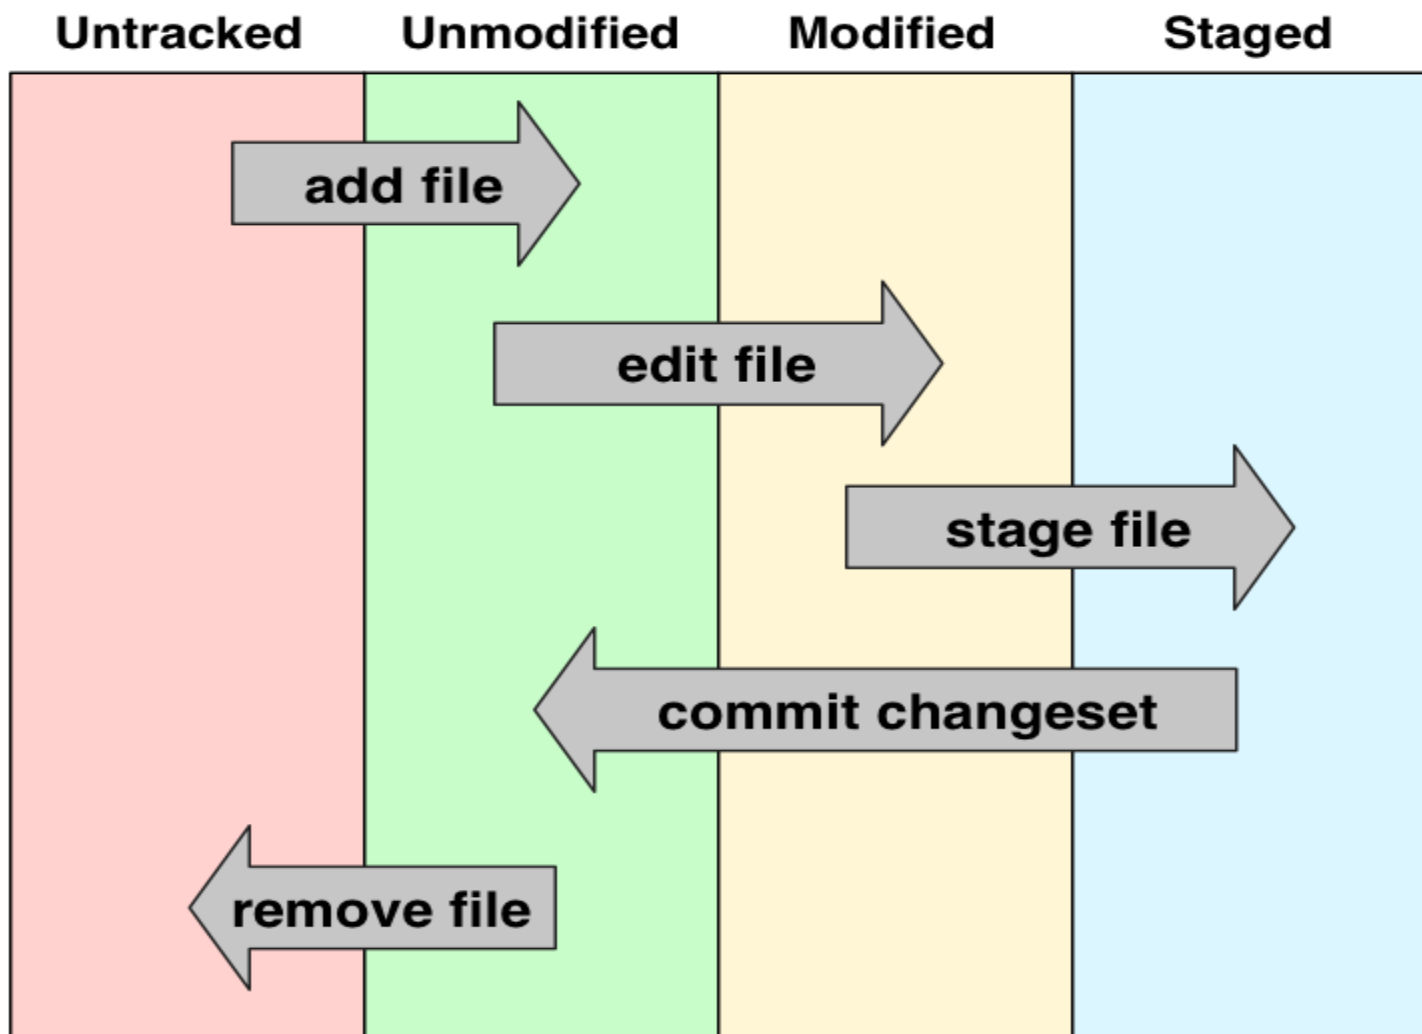 Untracked Unmodified Modified Staged
add file
edit file
stage file
commit changeset
remove file